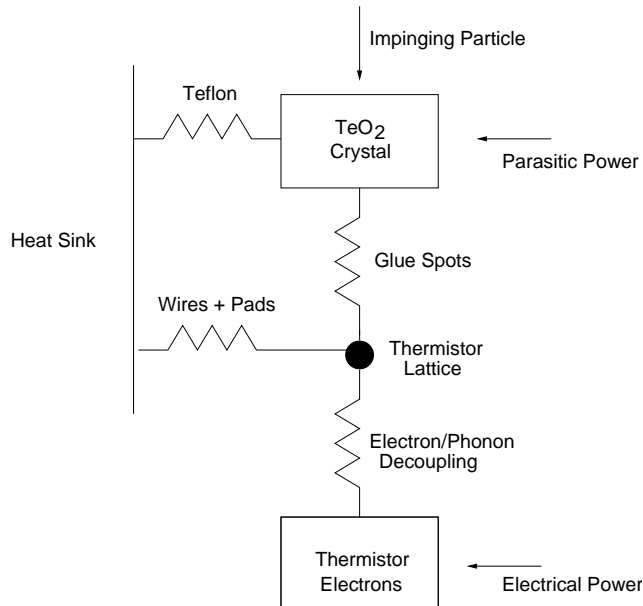 Impinging Particle
Teflon
TeO2
Crystal
Parasitic Power
Heat Sink
Glue Spots
Wires + Pads
Thermistor
Lattice
Electron/Phonon
Decoupling
Thermistor
Electrons
Electrical Power